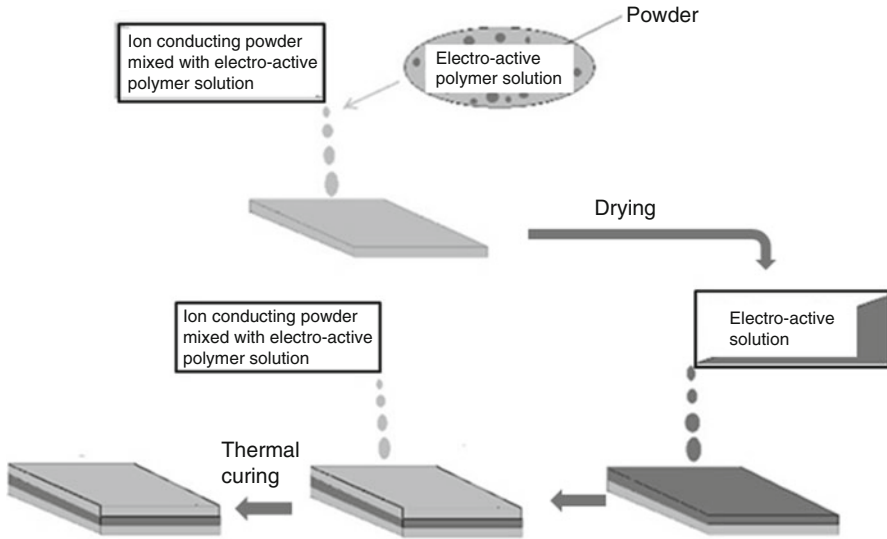 Powder
Ion conducting powder
mixed with electro-active
polymer solution
Electro-active
polymer solution
Drying
Ion conducting powder
mixed with electro-active
polymer solution
Electro-active
solution
Thermal
curing